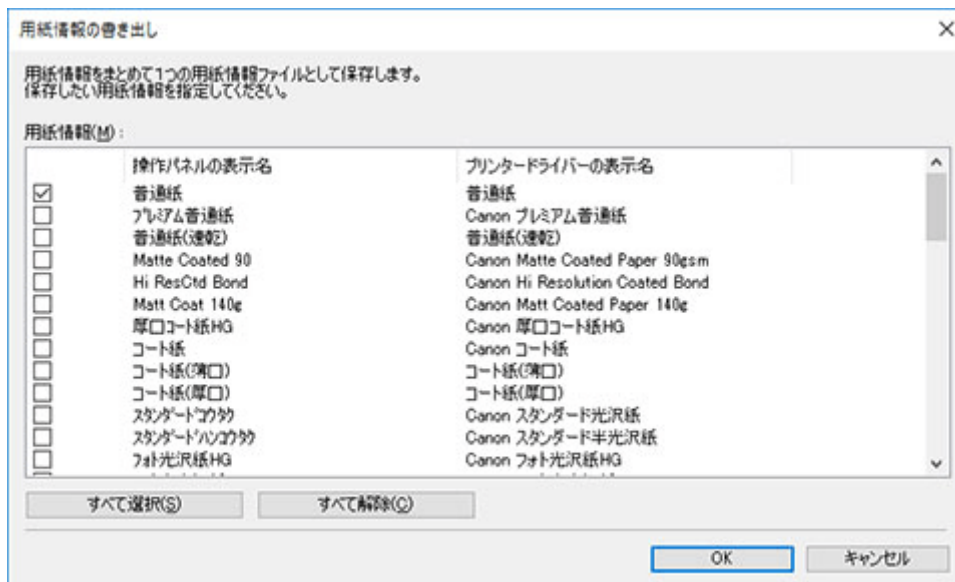 用紙情報の書き出し
用紙情報をまとめて1つの用紙情報ファイルとして保存します。
保存したい用紙情報を指定してください。
用紙情報(M):
操作パネルの表示名 プリンタードライバーの表示名
普通紙 普通紙
プレミアム普通紙 Canon プレミアム普通紙
普通紙(速乾) 普通紙(速乾)
Matte Coated 90 Canon Matte Coated Paper 90gsm
Hi ResCtd Bond Canon Hi Resolution Coated Bond
Matt Coat 140g Canon Matt Coated Paper 140g
厚口コート紙HG Canon 厚口コート紙HG
コート紙 Canon コート紙
コート紙(薄口) コート紙(薄口)
コート紙(厚口) コート紙(厚口)
スタンダードコウタク Canon スタンダード光沢紙
スタンダードハンコウタク Canon スタンダード半光沢紙
フォト光沢紙HG Canon フォト光沢紙HG
すべて選択(S) すべて解除(C)
OK キャンセル